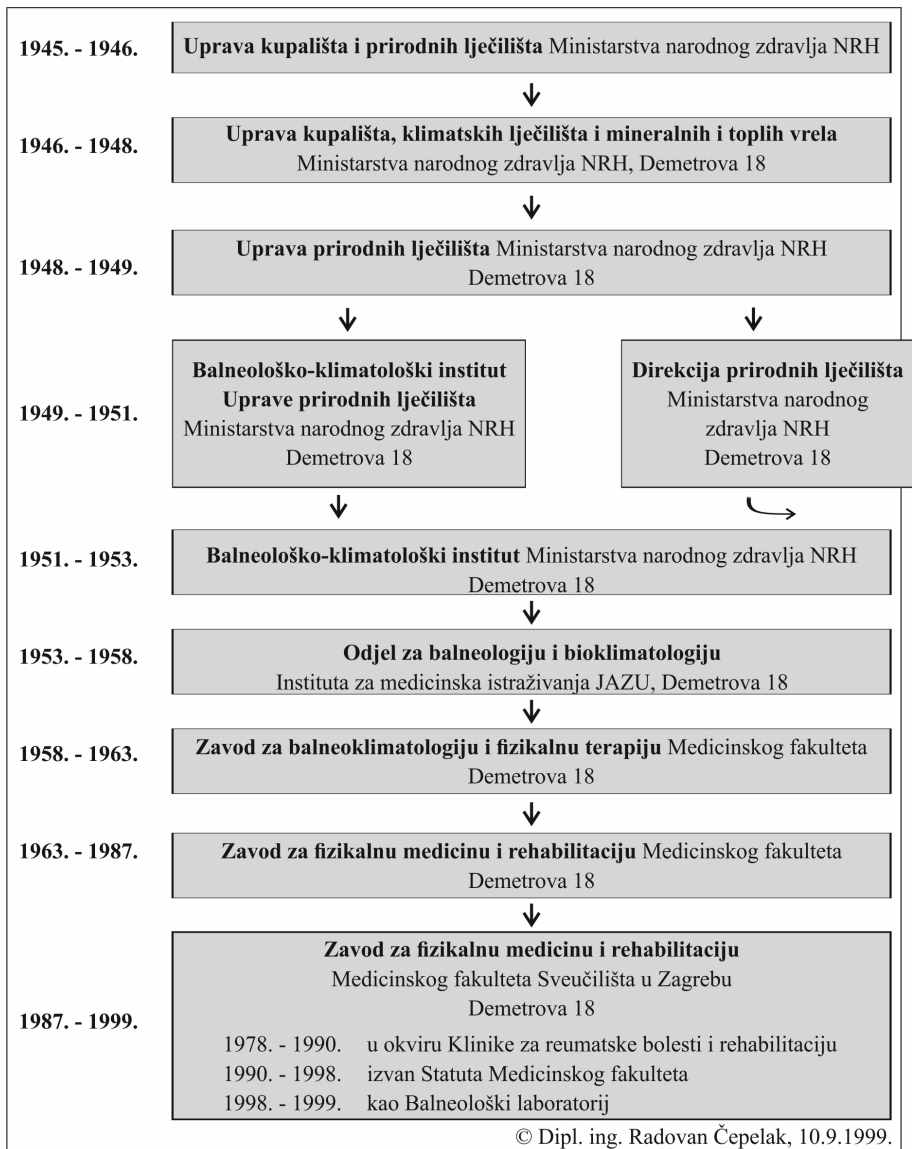 1945. - 1946.
Uprava kupališta i prirodnih lječilišta Ministarstva narodnog zdravlja NRH
1946. - 1948.
Uprava kupališta, klimatskih lječilišta i mineralnih i toplih vrela
Ministarstva narodnog zdravlja NRH, Demetrova 18
1948. - 1949.
Uprava prirodnih lječilišta Ministarstva narodnog zdravlja NRH
Demetrova 18
1949. - 1951.
Balneološko-klimatološki institut
Uprave prirodnih lječilišta
Ministarstva narodnog zdravlja NRH
Demetrova 18
Direkcija prirodnih lječilišta
Ministarstva narodnog
zdravlja NRH
Demetrova 18
1951. - 1953.
Balneološko-klimatološki institut Ministarstva narodnog zdravlja NRH
Demetrova 18
1953. - 1958.
Odjel za balneologiju i bioklimatologiju
Instituta za medicinska istraživanja JAZU, Demetrova 18
1958. - 1963.
Zavod za balneoklimatologiju i fizikalnu terapiju Medicinskog fakulteta
Demetrova 18
1963. - 1987.
Zavod za fizikalnu medicinu i rehabilitaciju Medicinskog fakulteta
Demetrova 18
1987. - 1999.
Zavod za fizikalnu medicinu i rehabilitaciju
Medicinskog fakulteta Sveučilišta u Zagrebu
Demetrova 18
1978. - 1990. u okviru Klinike za reumatske bolesti i rehabilitaciju
1990. - 1998. izvan Statuta Medicinskog fakulteta
1998. - 1999. kao Balneološki laboratorij
© Dipl. ing. Radovan Čepelak, 10.9.1999.